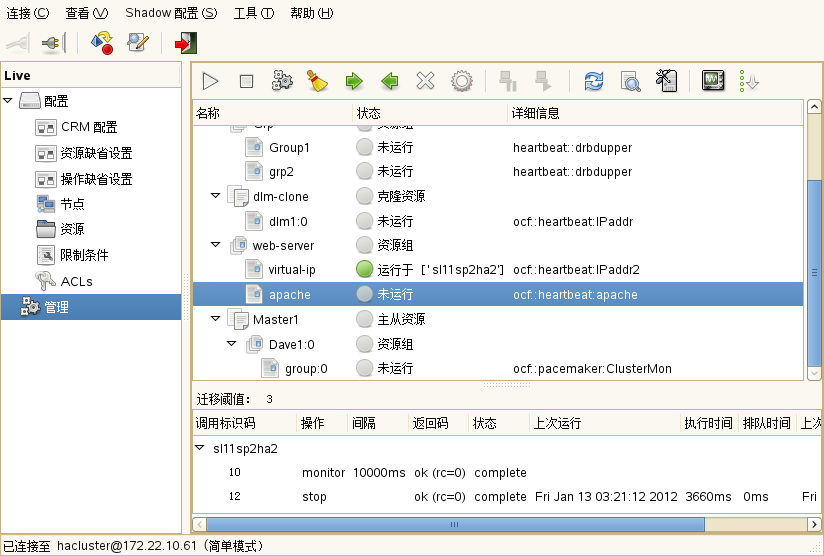 连接(C) 查看(V) Shadow 配置(S) 工具(T) 帮助(H)
Live
配置
CRM 配置
资源缺省设置
操作缺省设置
节点
资源
限制条件
ACLs
管理
名称 状态 详细信息
Grp 资源组
Group1 未运行 heartbeat::drbdupper
grp2 未运行 heartbeat::drbdupper
dlm-clone 克隆资源
dlm1:0 未运行 ocf::heartbeat:IPaddr
web-server 资源组
virtual-ip 运行于 ['sl11sp2ha2'] ocf::heartbeat:IPaddr2
apache 未运行 ocf::heartbeat:apache
Master1 主从资源
Dave1:0 资源组
group:0 未运行 ocf::pacemaker:ClusterMon
迁移阈值: 3
调用标识码 操作 间隔 返回码 状态 上次运行 执行时间 排队时间 上次
sl11sp2ha2
10 monitor 10000ms ok (rc=0) complete
12 stop ok (rc=0) complete Fri Jan 13 03:21:12 2012 3660ms 0ms Fri
已连接至 hacluster@172.22.10.61 (简单模式)